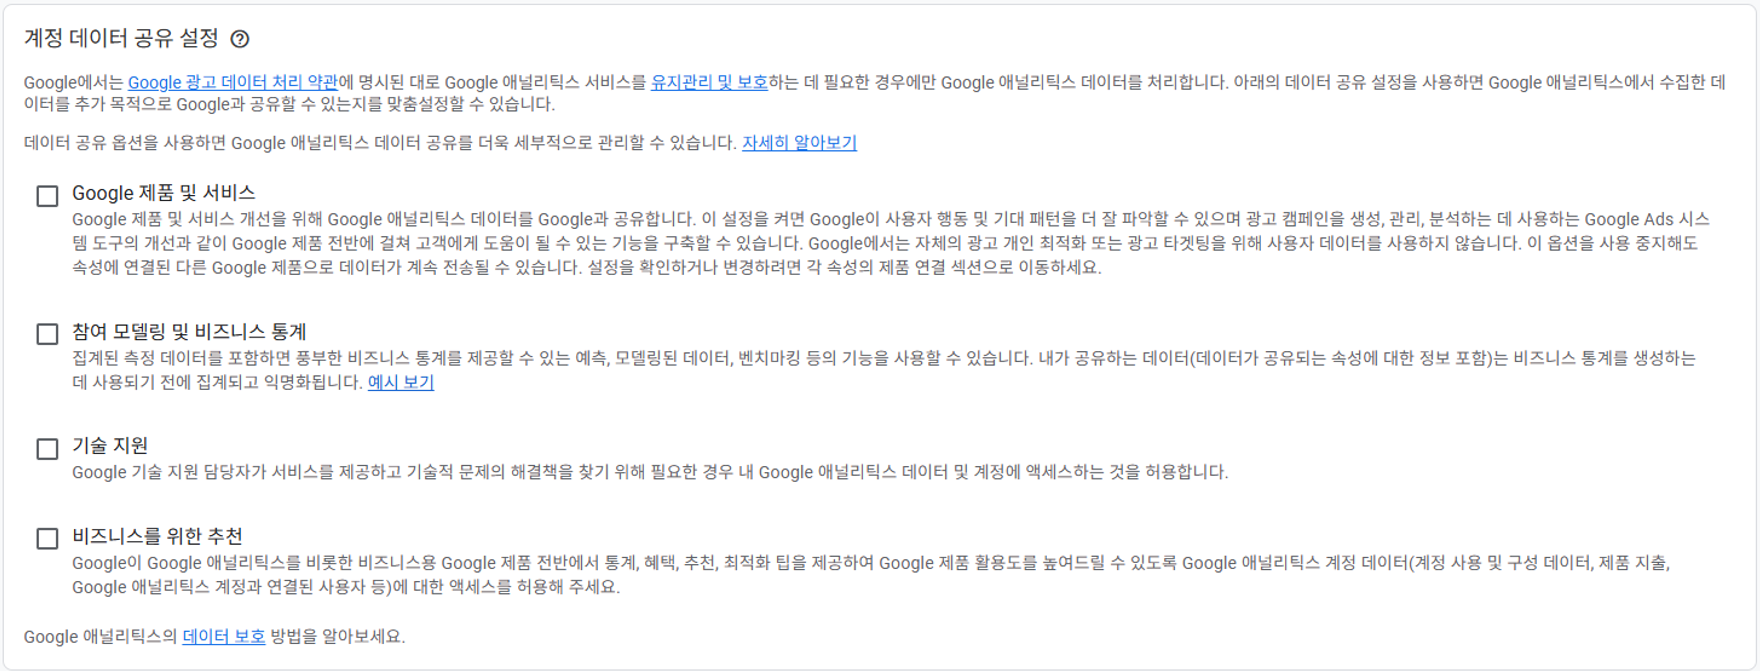 계정 데이터 공유 설정
Google에서는 Google 광고 데이터 처리 약관에 명시된 대로 Google 애널리틱스 서비스를 유지관리 및 보호하는 데 필요한 경우에만 Google 애널리틱스 데이터를 처리합니다. 아래의 데이터 공유 설정을 사용하면 Google 애널리틱스에서 수집한 데
이터를 추가 목적으로 Google과 공유할 수 있는지를 맞춤설정할 수 있습니다.
데이터 공유 옵션을 사용하면 Google 애널리틱스 데이터 공유를 더욱 세부적으로 관리할 수 있습니다. 자세히 알아보기
Google 제품 및 서비스
Google 제품 및 서비스 개선을 위해 Google 애널리틱스 데이터를 Google과 공유합니다. 이 설정을 켜면 Google이 사용자 행동 및 기대 패턴을 더 잘 파악할 수 있으며 광고 캠페인을 생성, 관리, 분석하는 데 사용하는 Google Ads 시스
템 도구의 개선과 같이 Google 제품 전반에 걸쳐 고객에게 도움이 될 수 있는 기능을 구축할 수 있습니다. Google에서는 자체의 광고 개인 최적화 또는 광고 타겟팅을 위해 사용자 데이터를 사용하지 않습니다. 이 옵션을 사용 중지해도
속성에 연결된 다른 Google 제품으로 데이터가 계속 전송될 수 있습니다. 설정을 확인하거나 변경하려면 각 속성의 제품 연결 섹션으로 이동하세요.
참여 모델링 및 비즈니스 통계
집계된 측정 데이터를 포함하면 풍부한 비즈니스 통계를 제공할 수 있는 예측, 모델링된 데이터, 벤치마킹 등의 기능을 사용할 수 있습니다. 내가 공유하는 데이터(데이터가 공유되는 속성에 대한 정보 포함)는 비즈니스 통계를 생성하는
데 사용되기 전에 집계되고 익명화됩니다. 예시 보기
기술 지원
Google 기술 지원 담당자가 서비스를 제공하고 기술적 문제의 해결책을 찾기 위해 필요한 경우 내 Google 애널리틱스 데이터 및 계정에 액세스하는 것을 허용합니다.
비즈니스를 위한 추천
Google이 Google 애널리틱스를 비롯한 비즈니스용 Google 제품 전반에서 통계, 혜택, 추천, 최적화 팁을 제공하여 Google 제품 활용도를 높여드릴 수 있도록 Google 애널리틱스 계정 데이터(계정 사용 및 구성 데이터, 제품 지출,
Google 애널리틱스 계정과 연결된 사용자 등)에 대한 액세스를 허용해 주세요.
Google 애널리틱스의 데이터 보호 방법을 알아보세요.